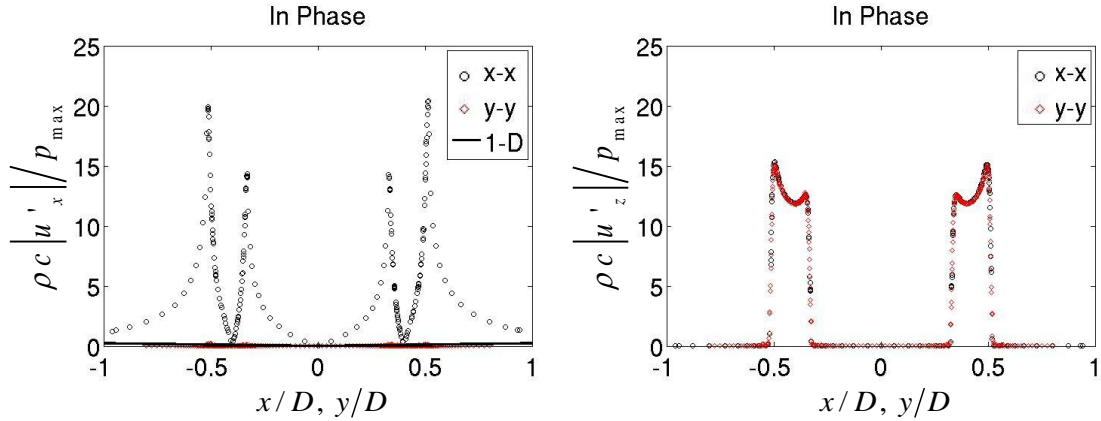 In Phase
25
20
15
10
5
0
-1 -0.5 0 0.5 1
x/D, y/D
ρ c |u'x| / pmax
x-x
y-y
1-D
In Phase
25
20
15
10
5
0
-1 -0.5 0 0.5 1
x/D, y/D
ρ c |u'z| / pmax
x-x
y-y